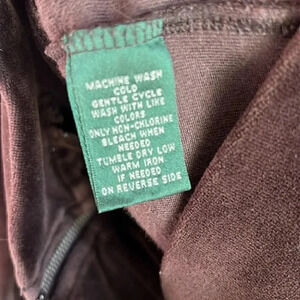 MACHINE WASH
COLD
GENTLE CYCLE
WASH WITH LIKE
COLORS
ONLY NON-CHLORINE
BLEACH WHEN
NEEDED
TUMBLE DRY LOW
WARM IRON
IF NEEDED
ON REVERSE SIDE